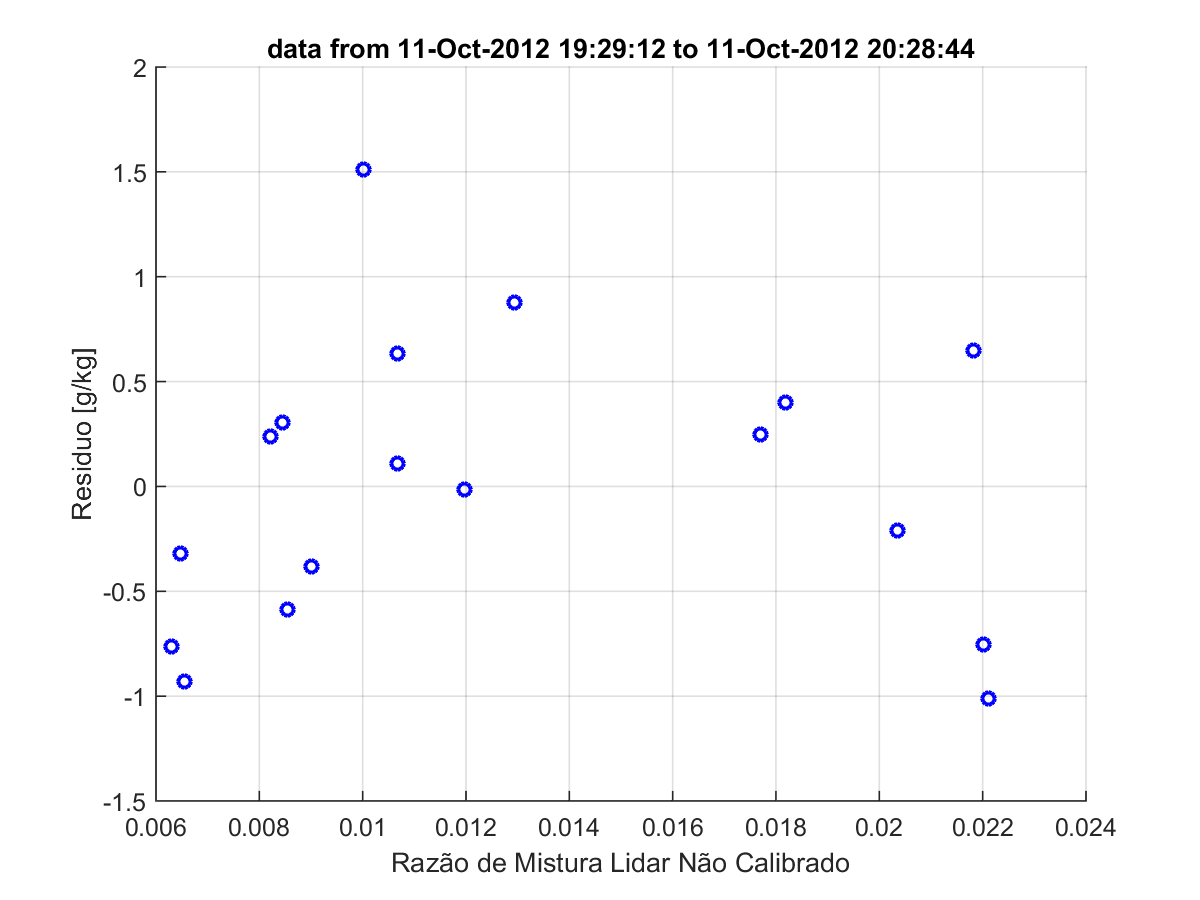 data from 11-Oct-2012 19:29:12 to 11-Oct-2012 20:28:44
2
1.5
1
0.5
0
-0.5
-1
-1.5
Residuo [g/kg]
0.006 0.008 0.01 0.012 0.014 0.016 0.018 0.02 0.022 0.024
Razão de Mistura Lidar Não Calibrado